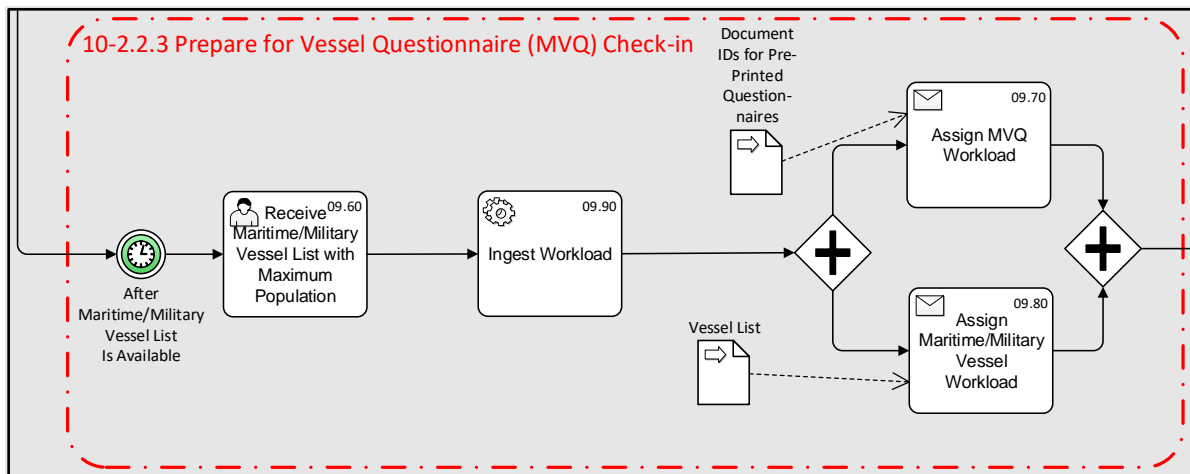 10-2.2.3 Prepare for Vessel Questionnaire (MVQ) Check-in
Document
IDs for Pre-
Printed
Question-
naires
09.70
Assign MVQ
Workload
09.60
Receive
Maritime/Military
Vessel List with
Maximum
Population
09.90
Ingest Workload
After
Maritime/Military
Vessel List
Is Available
Vessel List
09.80
Assign
Maritime/Military
Vessel
Workload